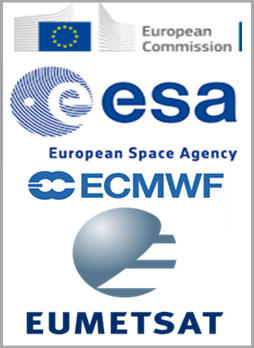 European
Commission
esa
European Space Agency
ECMWF
EUMETSAT